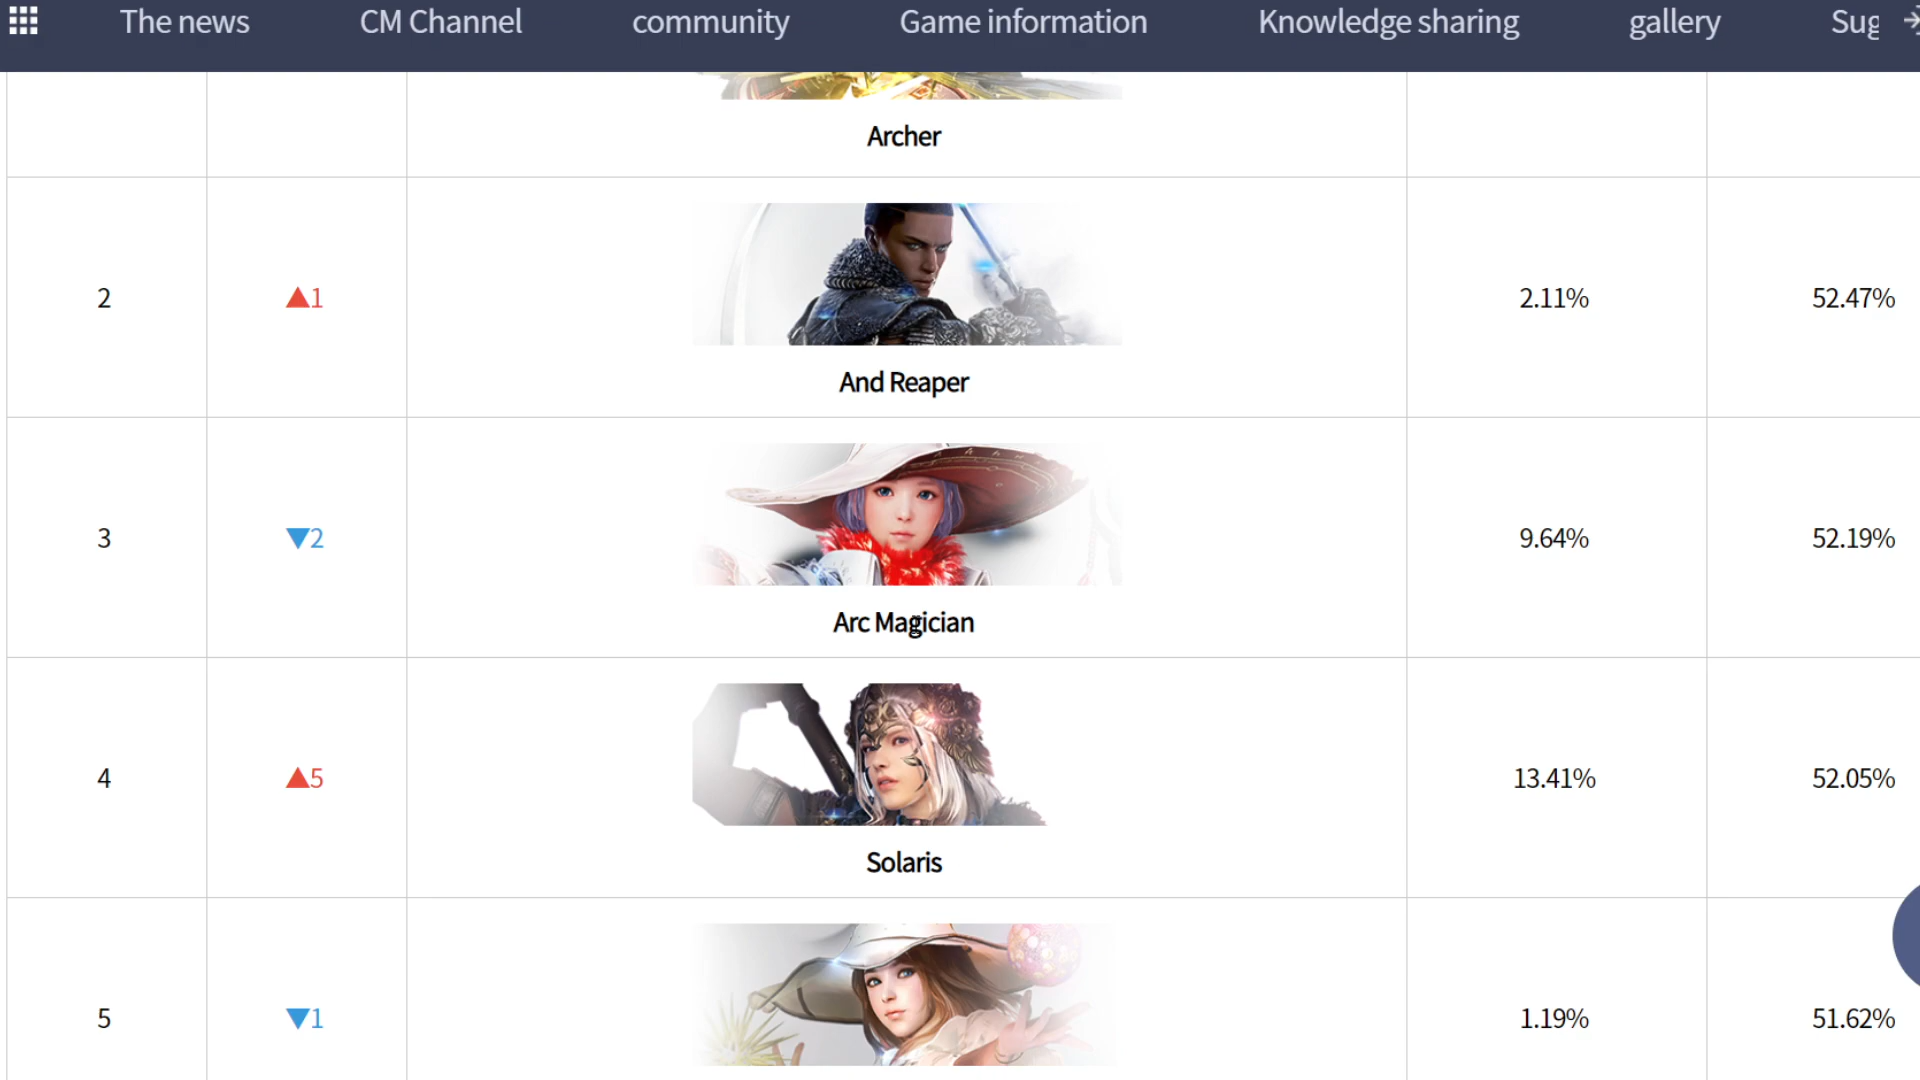 The news CM Channel community Game information Knowledge sharing gallery Sug
Archer
2 ▲1 2.11% 52.47%
And Reaper
3 ▼2 9.64% 52.19%
Arc Magician
4 ▲5 13.41% 52.05%
Solaris
5 ▼1 1.19% 51.62%